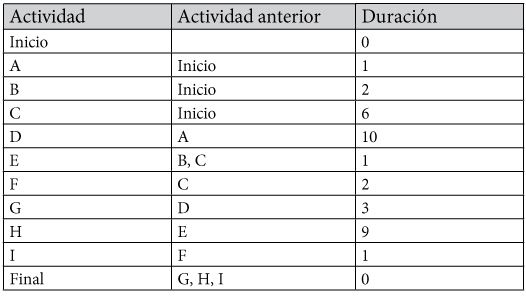 Actividad Actividad anterior Duración
Inicio 0
A Inicio 1
B Inicio 2
C Inicio 6
D A 10
E B, C 1
F C 2
G D 3
H E 9
I F 1
Final G, H, I 0